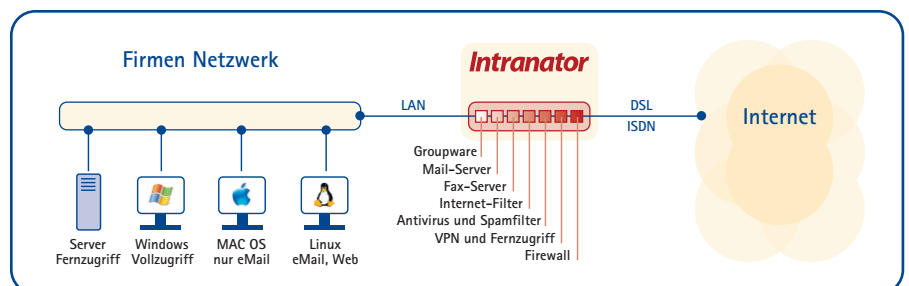 Firmen Netzwerk
Intranator
LAN
DSL
ISDN
Internet
Groupware
Mail-Server
Fax-Server
Internet-Filter
Antivirus und Spamfilter
VPN und Fernzugriff
Firewall
Server
Fernzugriff
Windows
Vollzugriff
MAC OS
nur eMail
Linux
eMail, Web